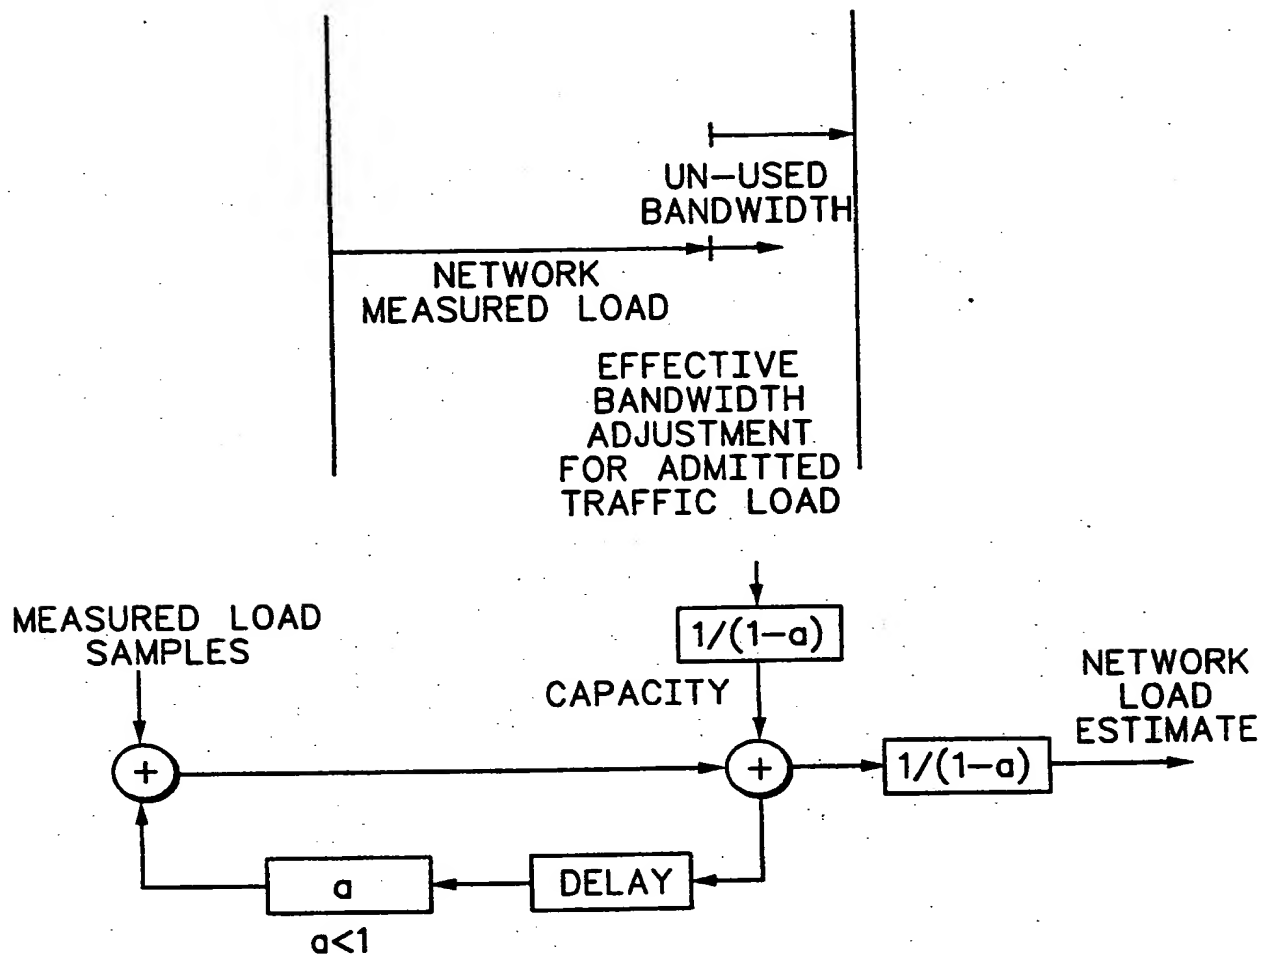 UN-USED
BANDWIDTH
NETWORK
MEASURED LOAD
EFFECTIVE
BANDWIDTH
ADJUSTMENT
FOR ADMITTED
TRAFFIC LOAD
MEASURED LOAD
SAMPLES
1/(1-a)
CAPACITY
NETWORK
LOAD
ESTIMATE
+
+
1/(1-a)
a
DELAY
a<1